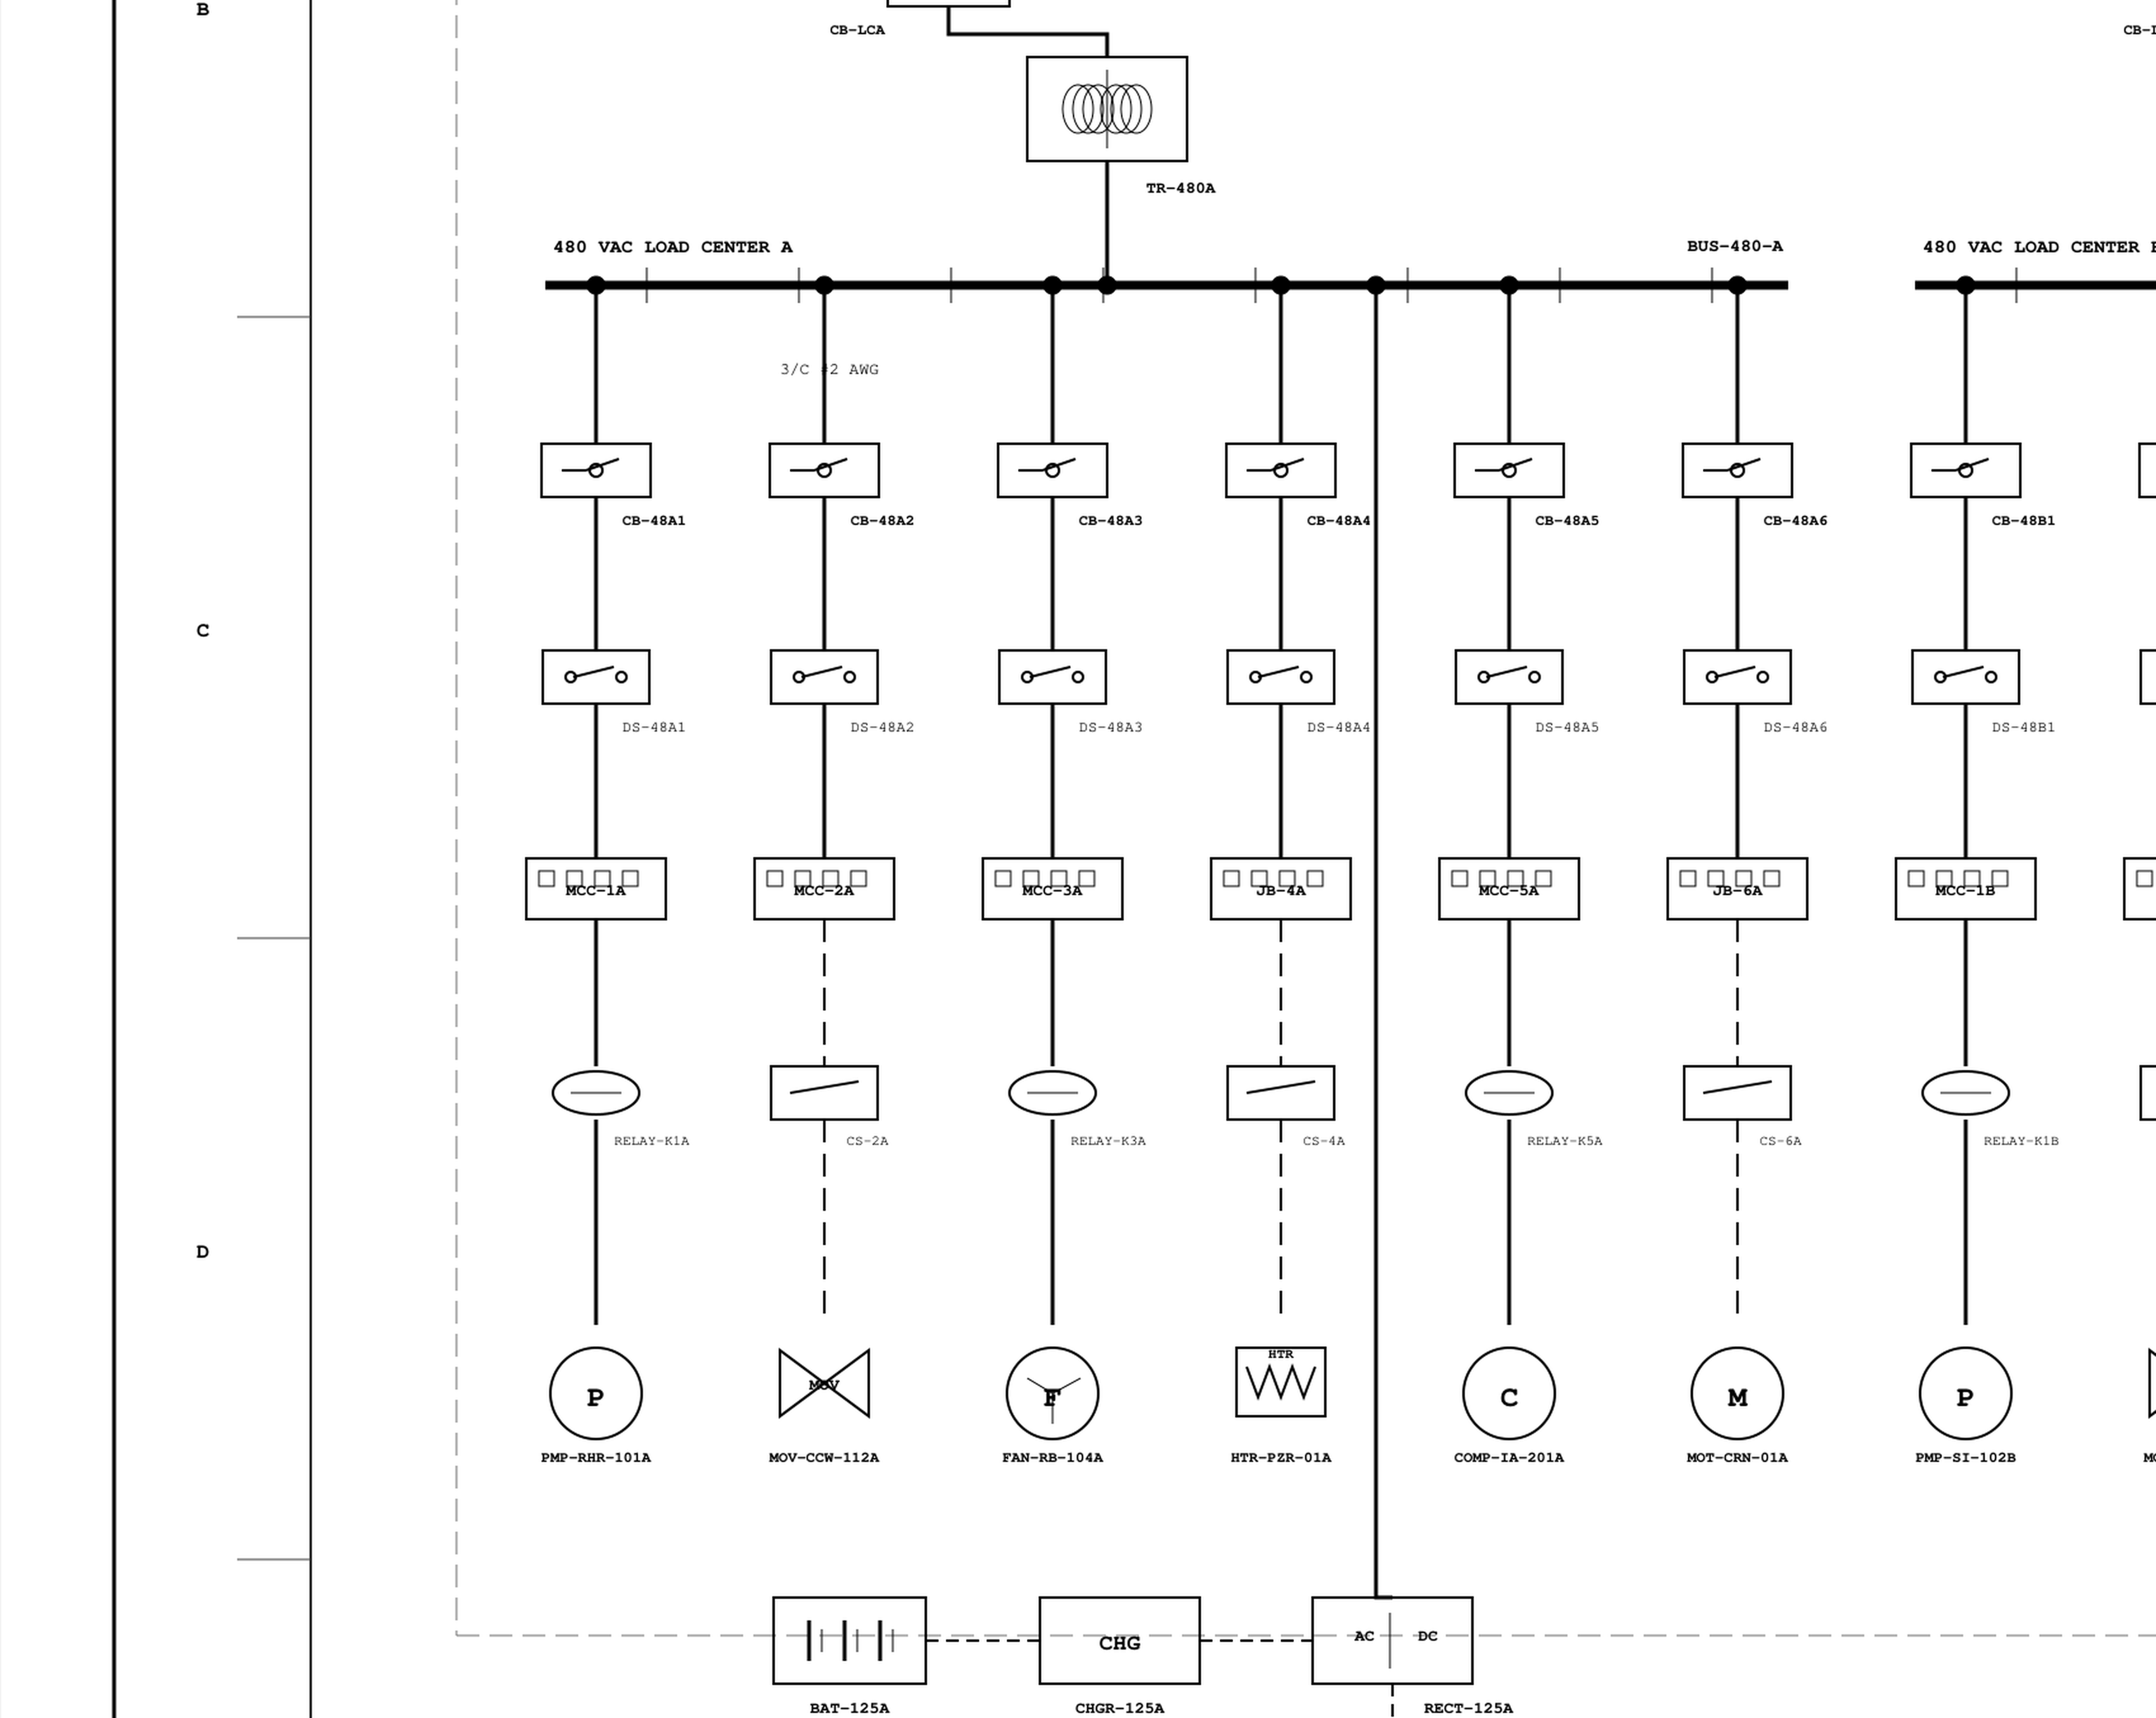 B
CB-LCA
TR-480A
480 VAC LOAD CENTER A
BUS-480-A
480 VAC LOAD CENTER
3/C #2 AWG
CB-48A1 CB-48A2 CB-48A3 CB-48A4 CB-48A5 CB-48A6 CB-48B1
C
DS-48A1 DS-48A2 DS-48A3 DS-48A4 DS-48A5 DS-48A6 DS-48B1
MCC-1A MCC-2A MCC-3A JB-4A MCC-5A JB-6A MCC-1B
RELAY-K1A CS-2A RELAY-K3A CS-4A RELAY-K5A CS-6A RELAY-K1B
D
HTR
P MOV F C M P
PMP-RHR-101A MOV-CCW-112A FAN-RB-104A HTR-PZR-01A COMP-IA-201A MOT-CRN-01A PMP-SI-102B
CHG AC DC
BAT-125A CHGR-125A RECT-125A